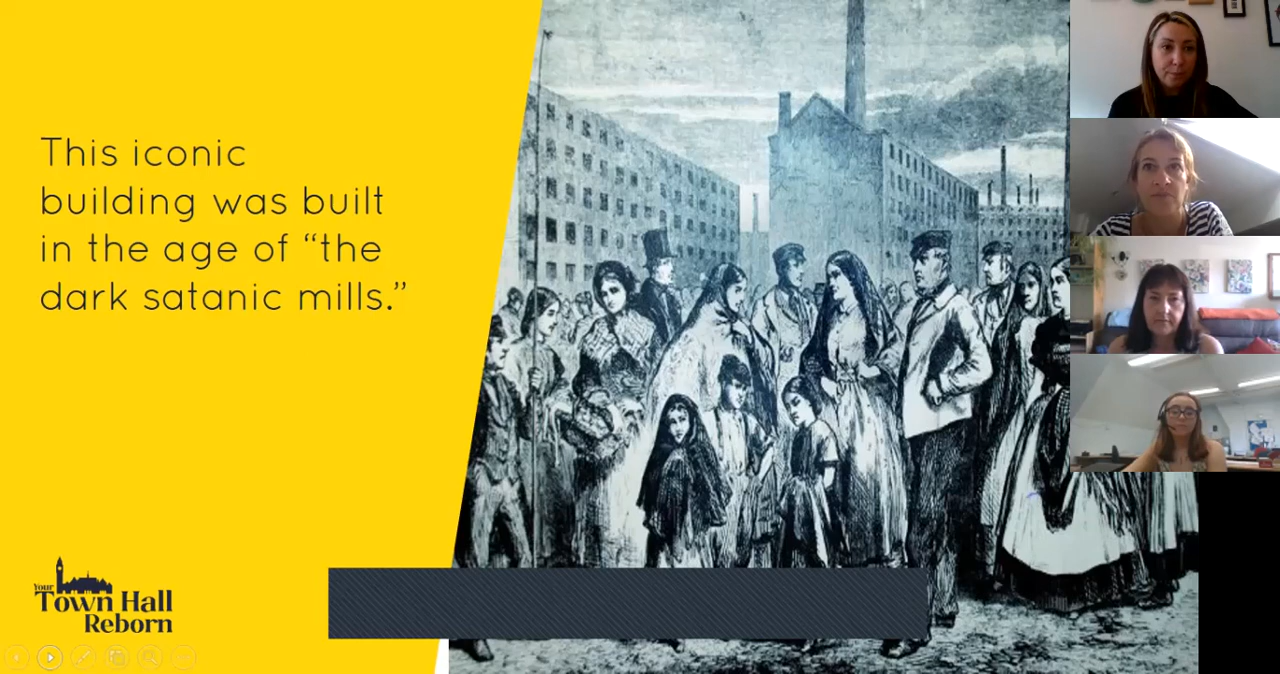 This iconic
building was built
in the age of “the
dark satanic mills.”
Your
Town Hall
Reborn